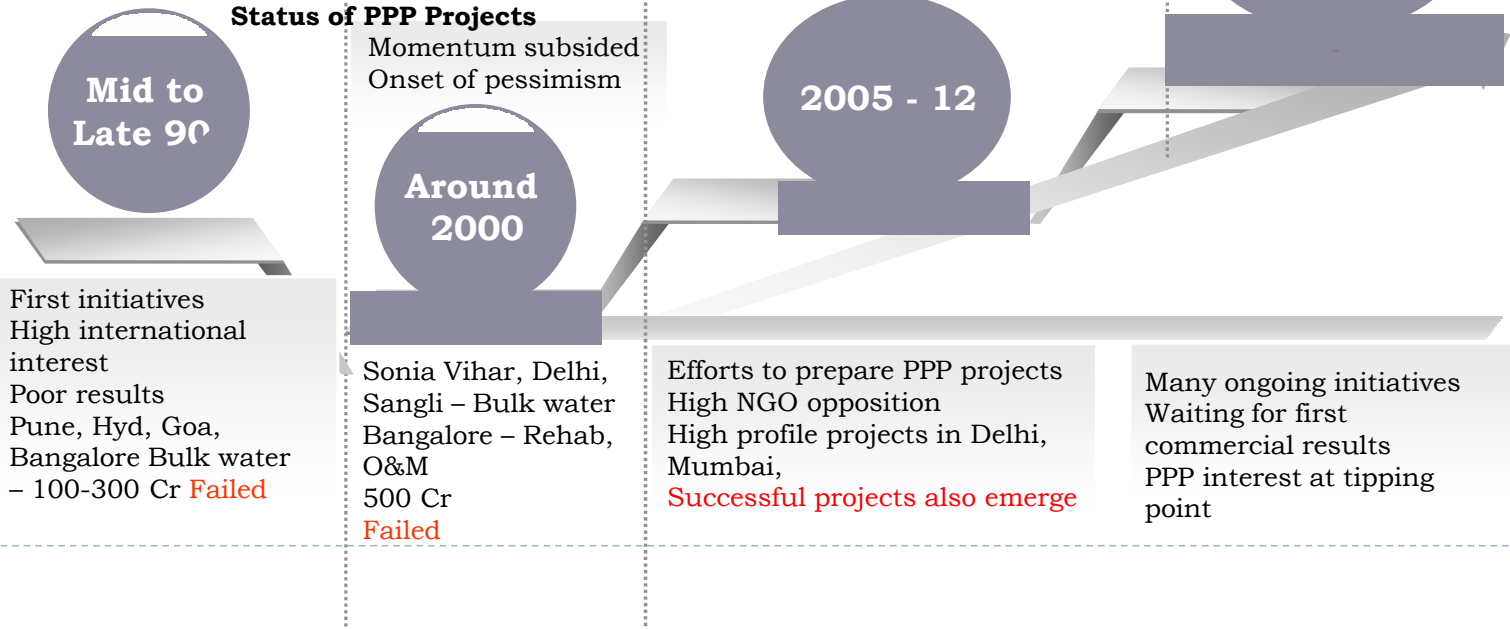 Status of PPP Projects
Mid to
Late 90
First initiatives
High international
interest
Poor results
Pune, Hyd, Goa,
Bangalore Bulk water
– 100-300 Cr Failed
Momentum subsided
Onset of pessimism
Around
2000
Sonia Vihar, Delhi,
Sangli – Bulk water
Bangalore – Rehab,
O&M
500 Cr
Failed
2005 - 12
Efforts to prepare PPP projects
High NGO opposition
High profile projects in Delhi,
Mumbai,
Successful projects also emerge
Many ongoing initiatives
Waiting for first
commercial results
PPP interest at tipping
point